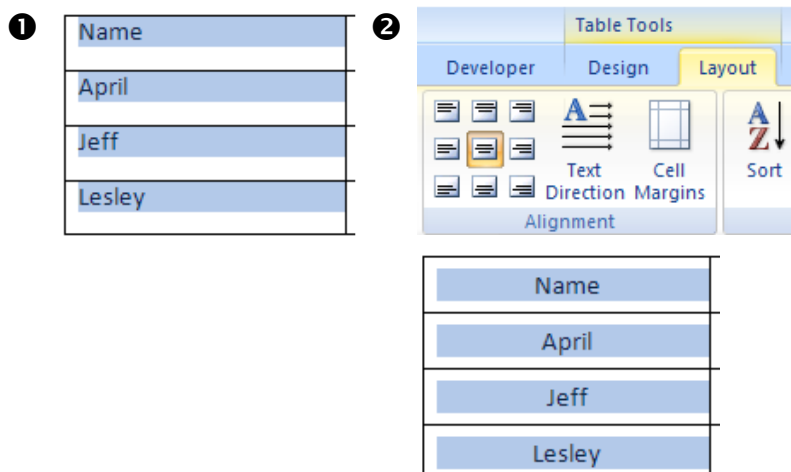 ❶
Name
April
Jeff
Lesley
❷
Table Tools
Developer Design Layout
Text Direction
Cell Margins
A Z
Sort
Alignment
Name
April
Jeff
Lesley